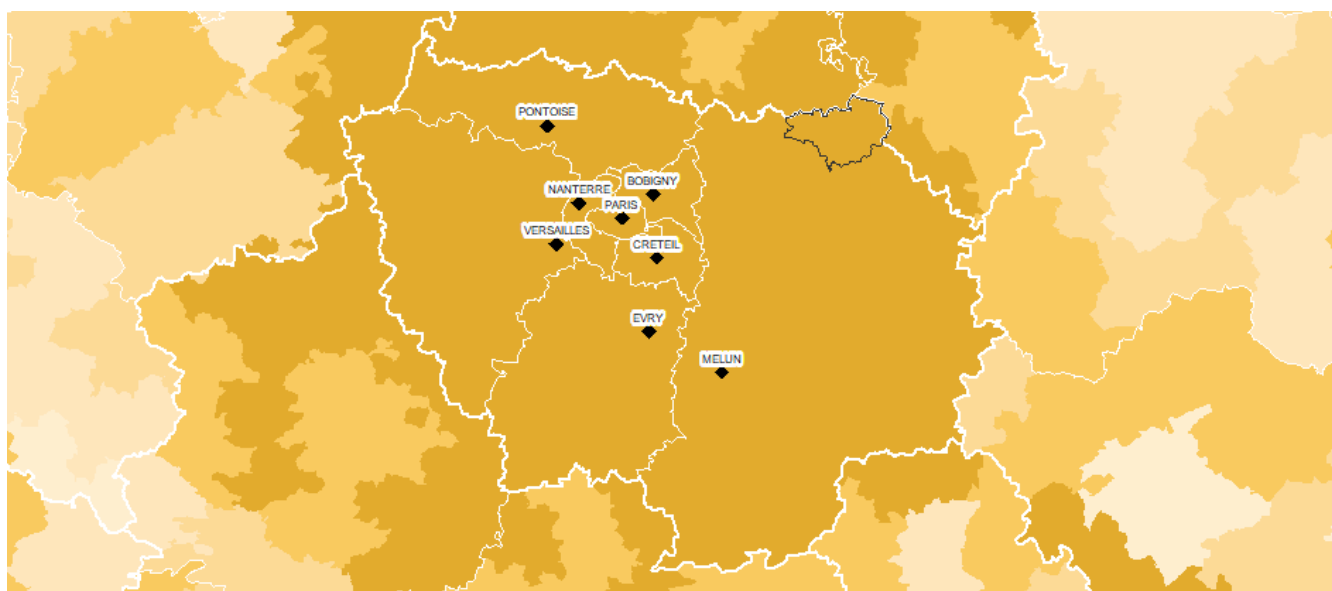 PONTOISE
BOBIGNY
NANTERRE
PARIS
VERSAILLES
CRETEIL
EVRY
MELUN